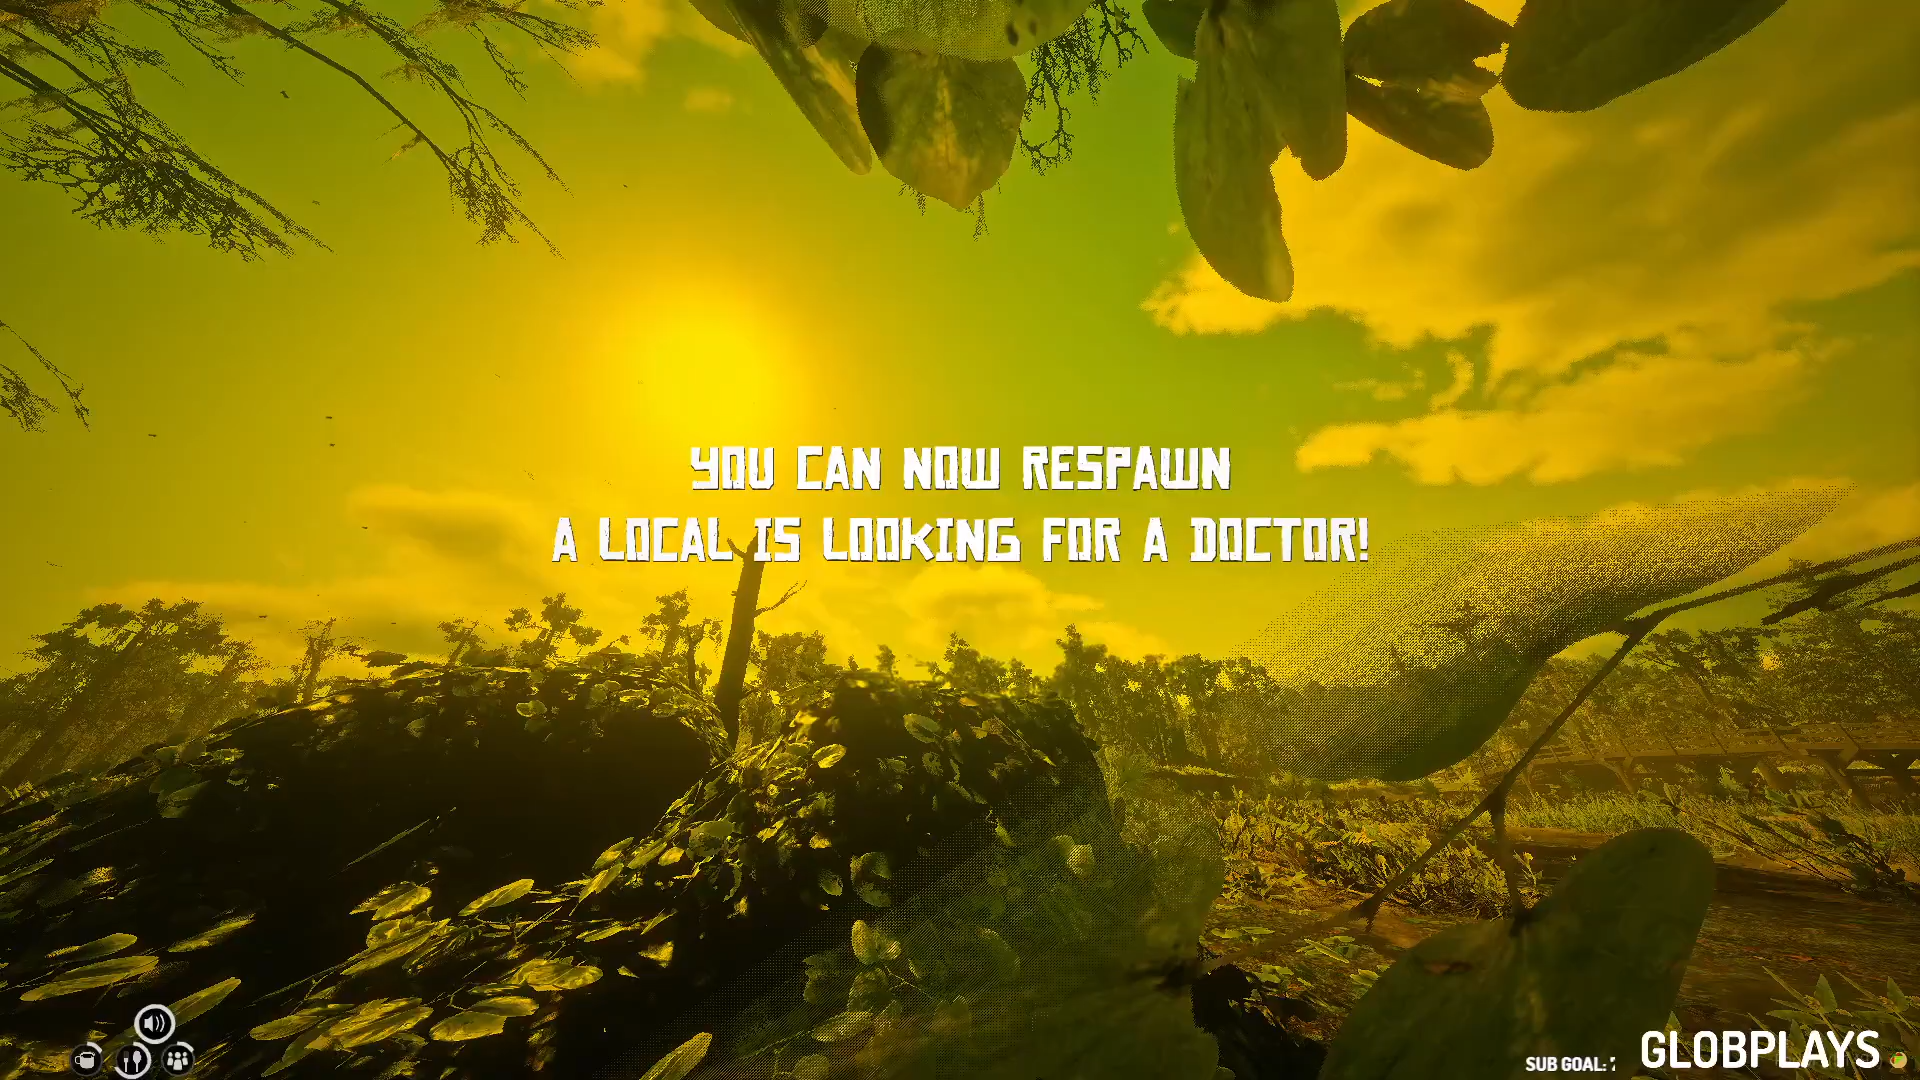 YOU CAN NOW RESPAWN
A LOCAL IS LOOKING FOR A DOCTOR!
SUB GOAL:
GLOBPLAYS